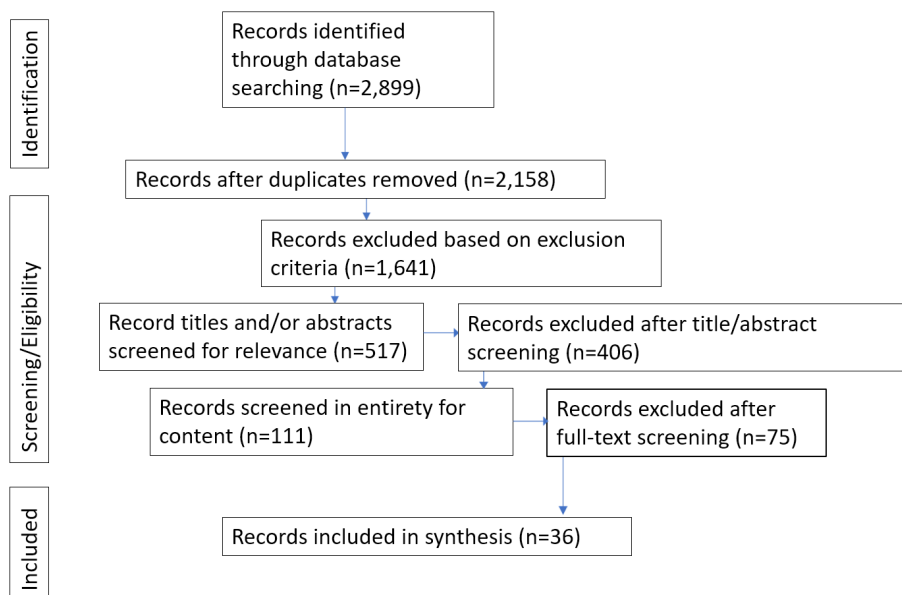 Identification
Records identified
through database
searching (n=2,899)
Records after duplicates removed (n=2,158)
Screening/Eligibility
Records excluded based on exclusion
criteria (n=1,641)
Record titles and/or abstracts
screened for relevance (n=517)
Records excluded after title/abstract
screening (n=406)
Records screened in entirety for
content (n=111)
Records excluded after
full-text screening (n=75)
Included
Records included in synthesis (n=36)